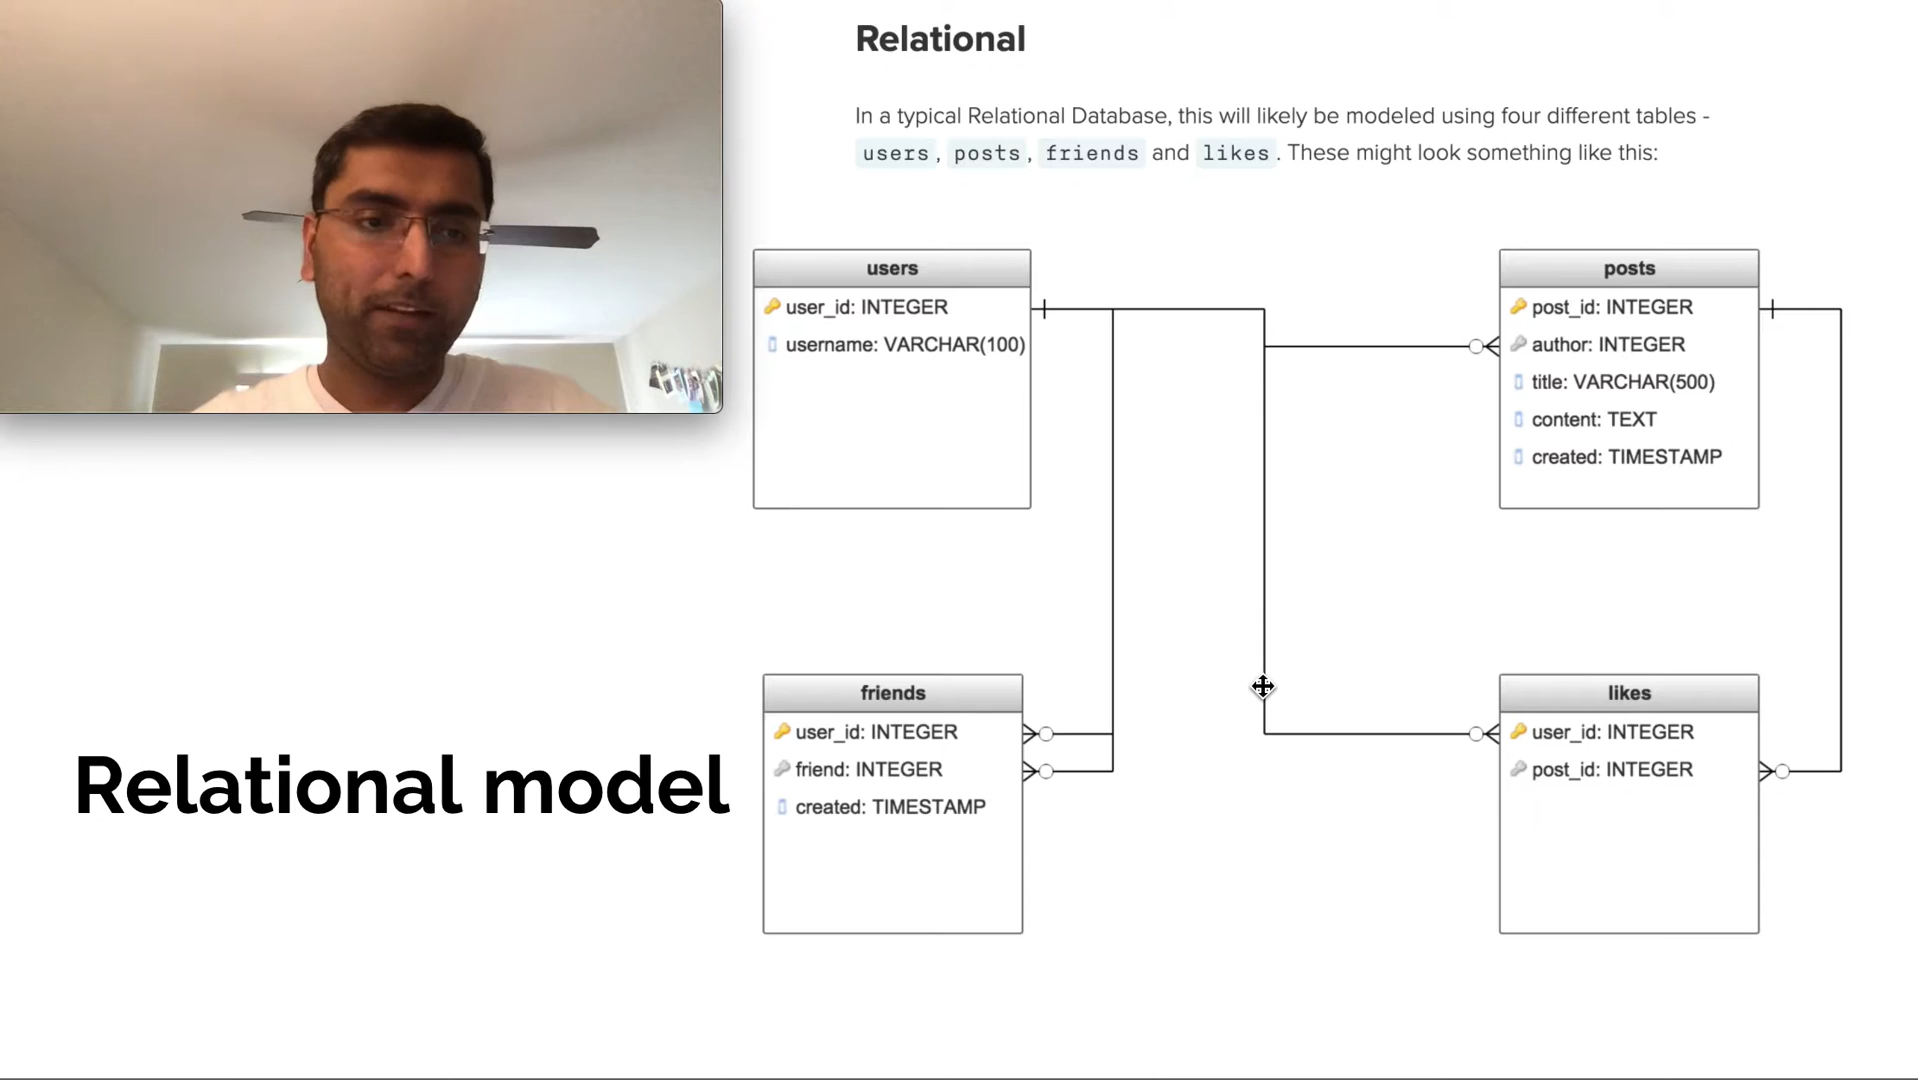 Relational
In a typical Relational Database, this will likely be modeled using four different tables -
users, posts, friends and likes. These might look something like this:
users
user_id: INTEGER
username: VARCHAR(100)
posts
post_id: INTEGER
author: INTEGER
title: VARCHAR(500)
content: TEXT
created: TIMESTAMP
friends
user_id: INTEGER
friend: INTEGER
created: TIMESTAMP
likes
user_id: INTEGER
post_id: INTEGER
Relational model